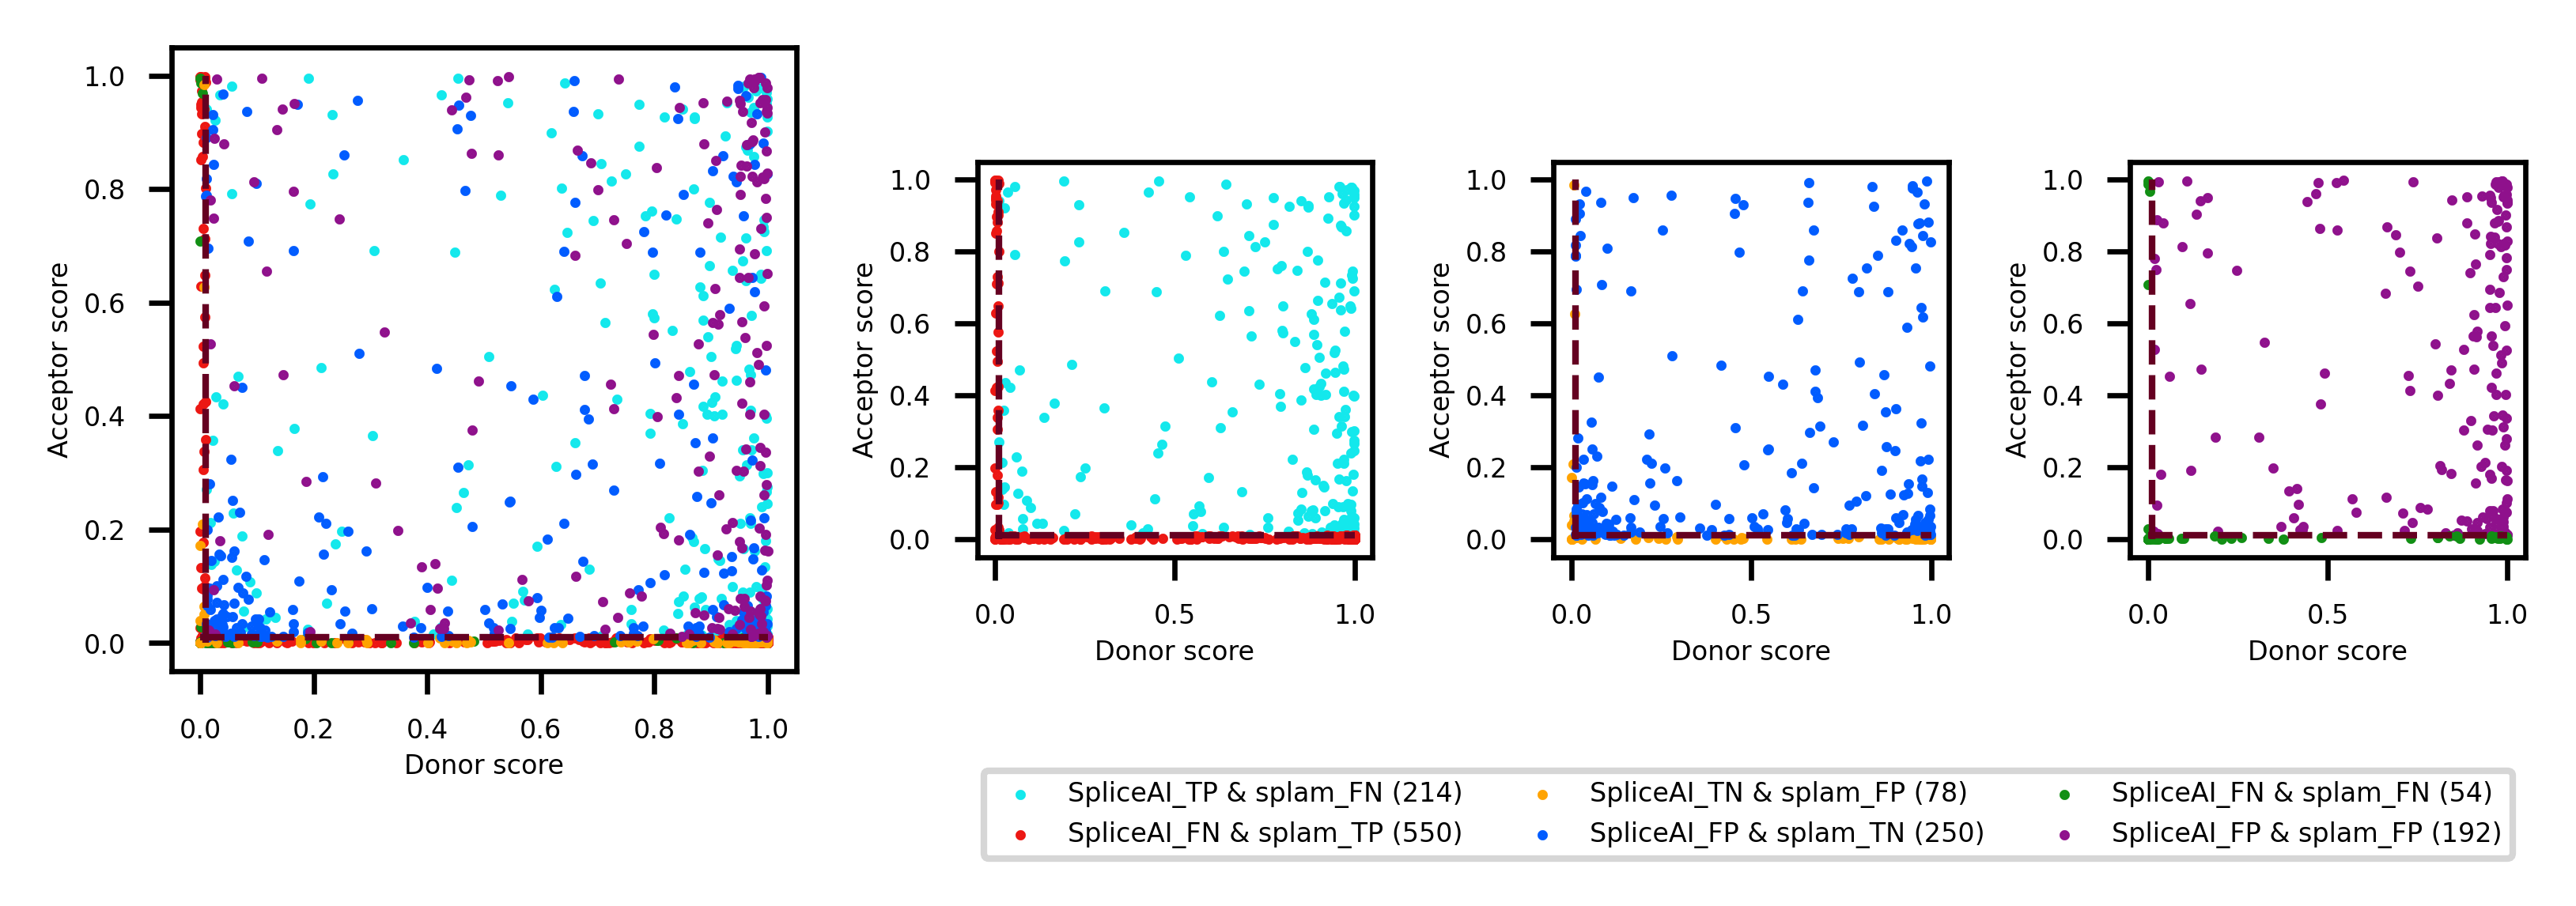 1.0
0.8
0.6
0.4
0.2
0.0
Acceptor score
0.0 0.2 0.4 0.6 0.8 1.0
Donor score
1.0
0.8
0.6
0.4
0.2
0.0
Acceptor score
0.0 0.5 1.0
Donor score
1.0
0.8
0.6
0.4
0.2
0.0
Acceptor score
0.0 0.5 1.0
Donor score
1.0
0.8
0.6
0.4
0.2
0.0
Acceptor score
0.0 0.5 1.0
Donor score
SpliceAI_TP & splam_FN (214)
SpliceAI_FN & splam_TP (550)
SpliceAI_TN & splam_FP (78)
SpliceAI_FP & splam_TN (250)
SpliceAI_FN & splam_FN (54)
SpliceAI_FP & splam_FP (192)